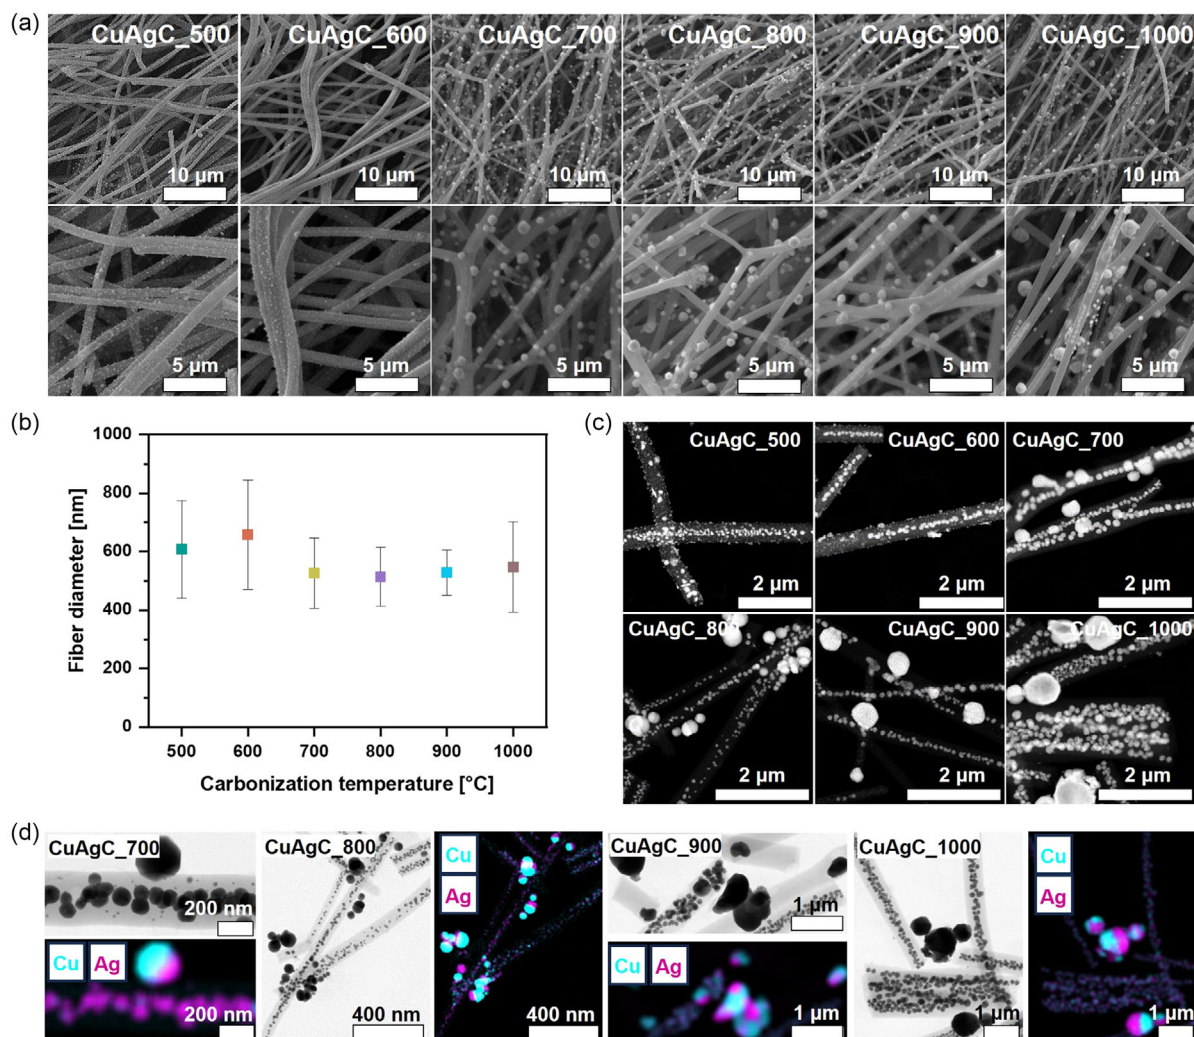 (a)
CuAgC_500
CuAgC_600
CuAgC_700
CuAgC_800
CuAgC_900
CuAgC_1000
10 µm
10 µm
10 µm
10 µm
10 µm
10 µm
5 µm
5 µm
5 µm
5 µm
5 µm
5 µm
(b)
1000
800
600
400
200
0
Fiber diameter [nm]
500
600
700
800
900
1000
Carbonization temperature [°C]
(c)
CuAgC_500
CuAgC_600
CuAgC_700
2 µm
2 µm
2 µm
CuAgC_800
CuAgC_900
CuAgC_1000
2 µm
2 µm
2 µm
(d)
CuAgC_700
200 nm
Cu
Ag
200 nm
CuAgC_800
400 nm
Cu
Ag
400 nm
CuAgC_900
1 µm
Cu
Ag
1 µm
CuAgC_1000
1 µm
Cu
Ag
1 µm